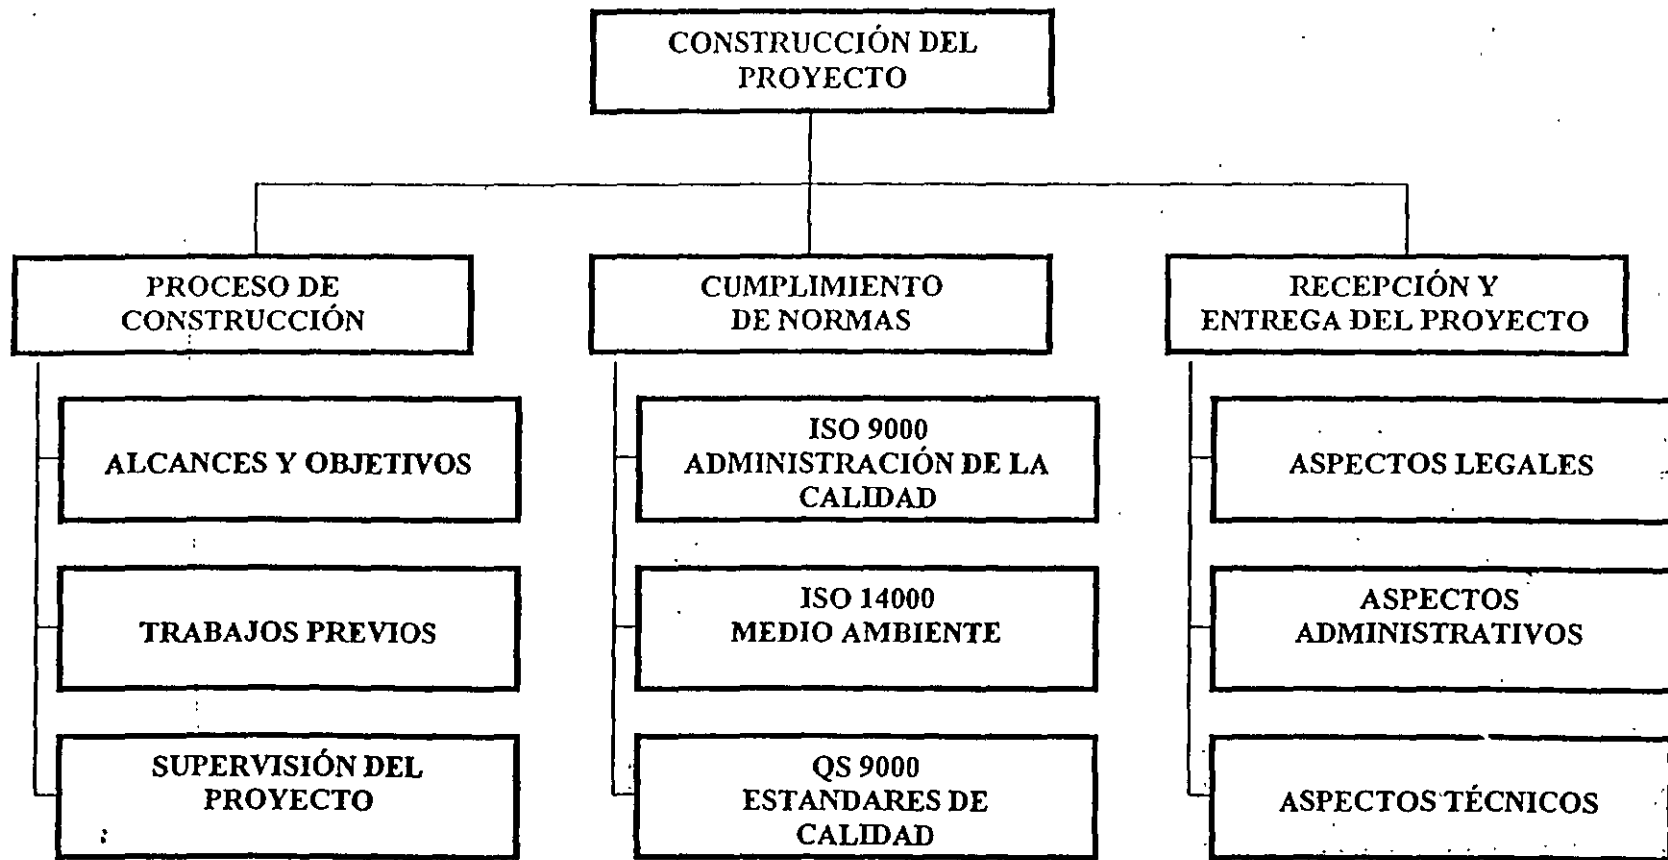 CONSTRUCCIÓN DEL
PROYECTO
PROCESO DE
CONSTRUCCIÓN
CUMPLIMIENTO
DE NORMAS
RECEPCIÓN Y
ENTREGA DEL PROYECTO
ALCANCES Y OBJETIVOS
ISO 9000
ADMINISTRACIÓN DE LA
CALIDAD
ASPECTOS LEGALES
TRABAJOS PREVIOS
ISO 14000
MEDIO AMBIENTE
ASPECTOS
ADMINISTRATIVOS
SUPERVISIÓN DEL
PROYECTO
QS 9000
ESTANDARES DE
CALIDAD
ASPECTOS TÉCNICOS